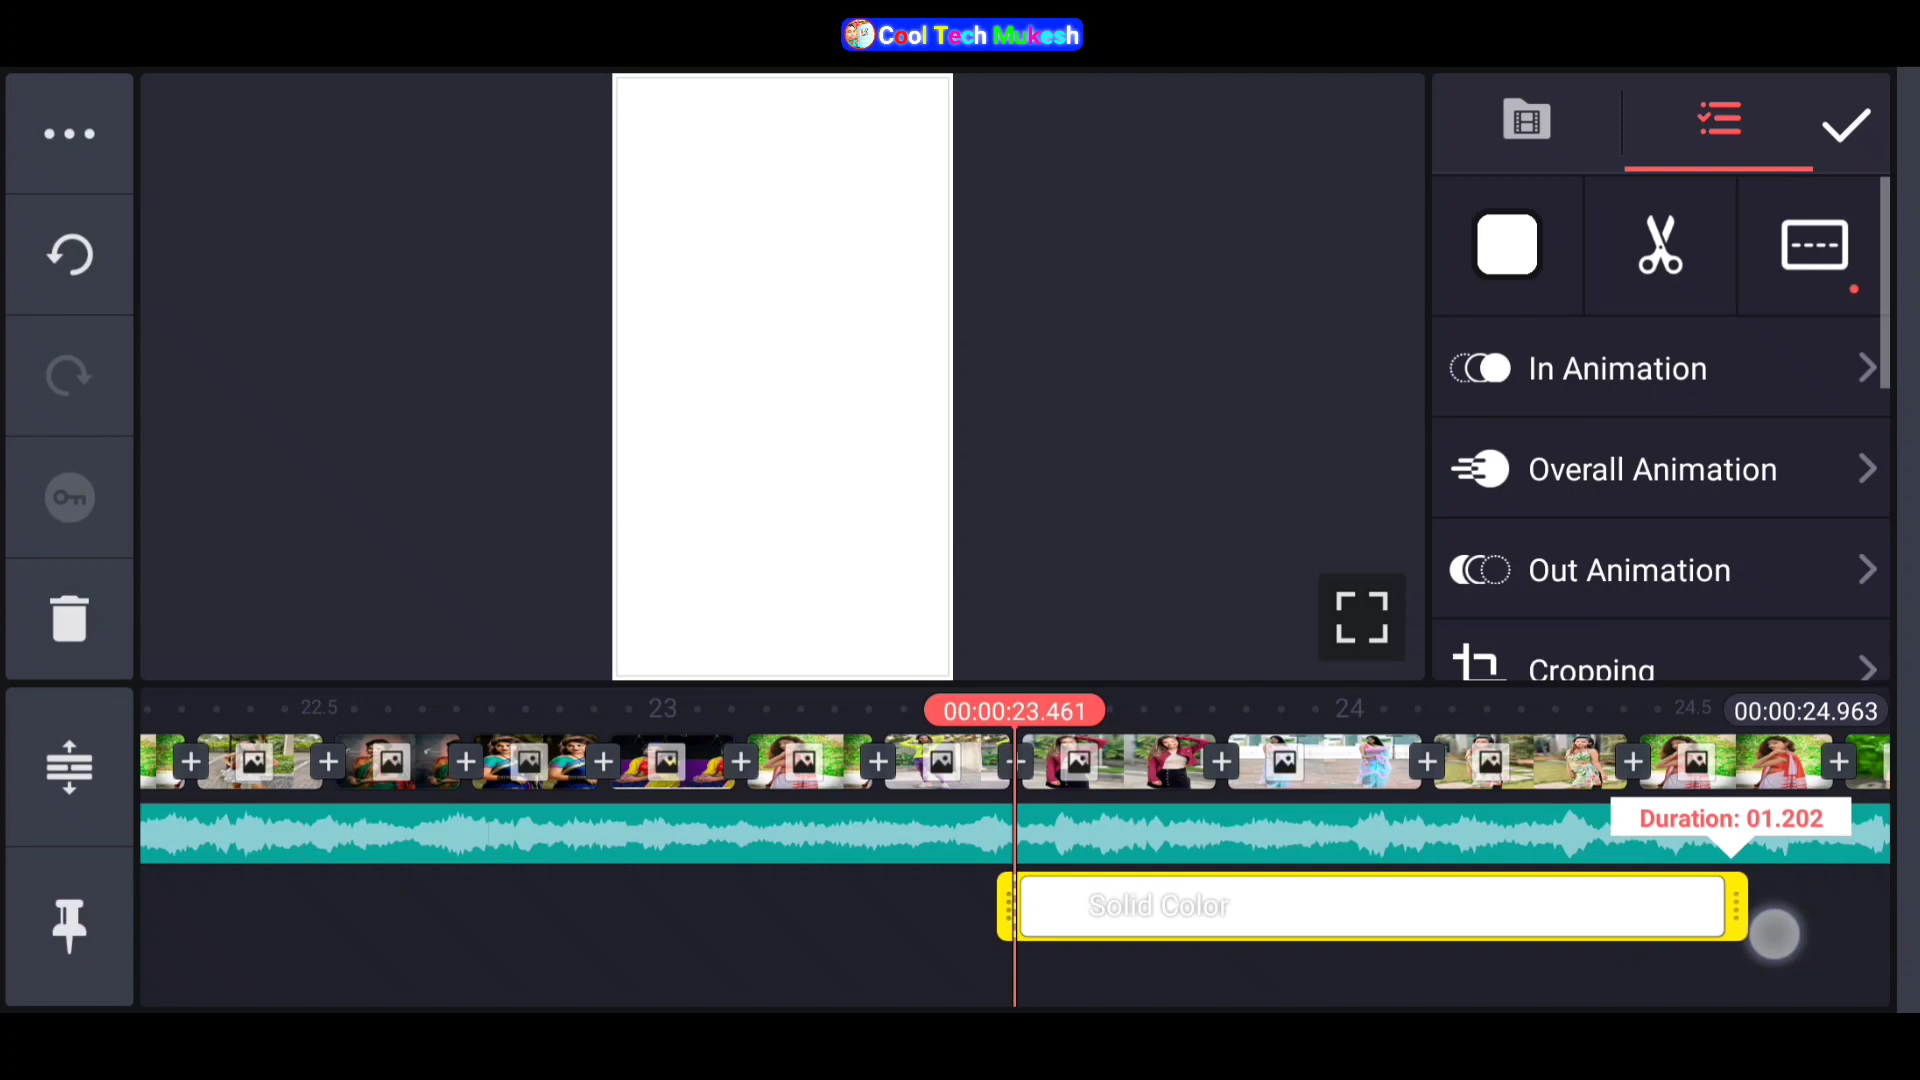 Cool Tech Mukesh
In Animation
Overall Animation
Out Animation
Cropping
22.5
23
00:00:23.461
24
24.5
00:00:24.963
Duration: 01.202
Solid Color